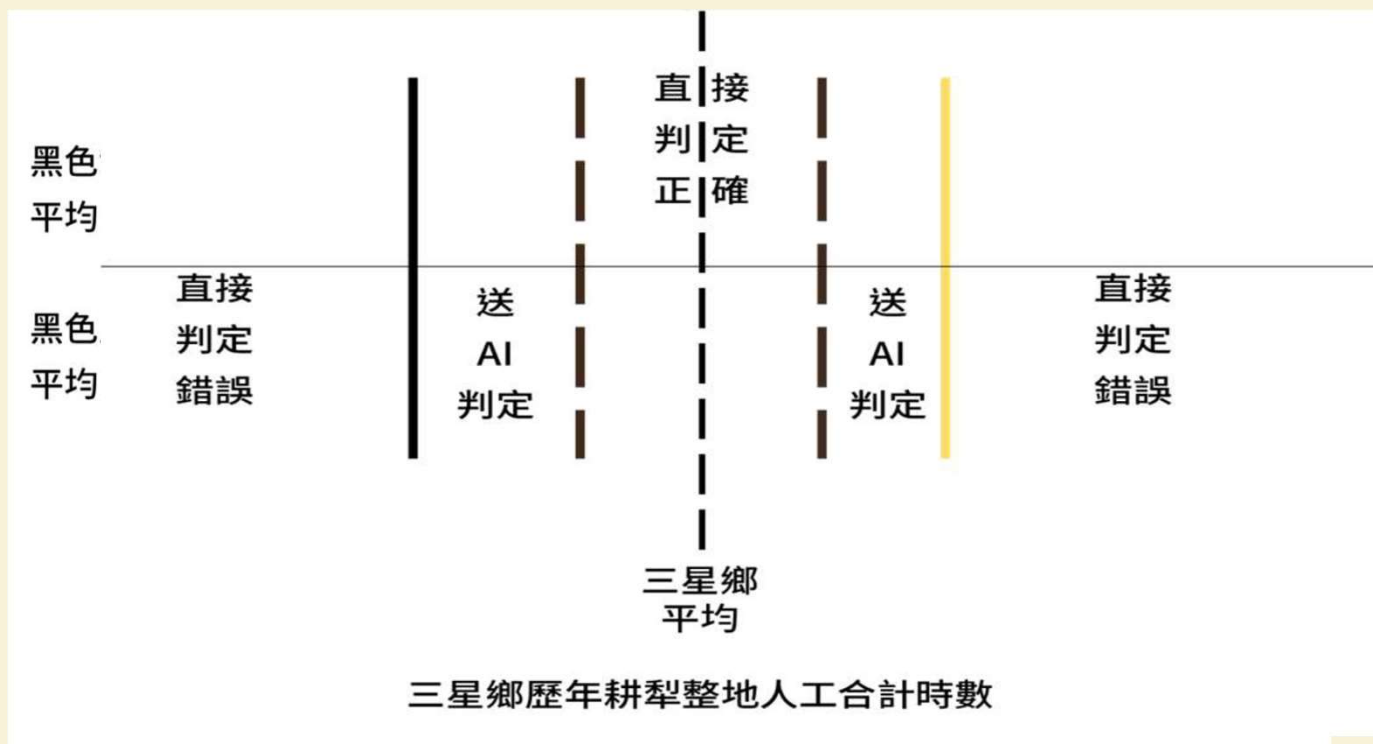 直接
判定
正確
黑色
平均
直接
判定
錯誤
送
AI
判定
送
AI
判定
直接
判定
錯誤
黑色
平均
三星鄉
平均
三星鄉歷年耕犁整地人工合計時數